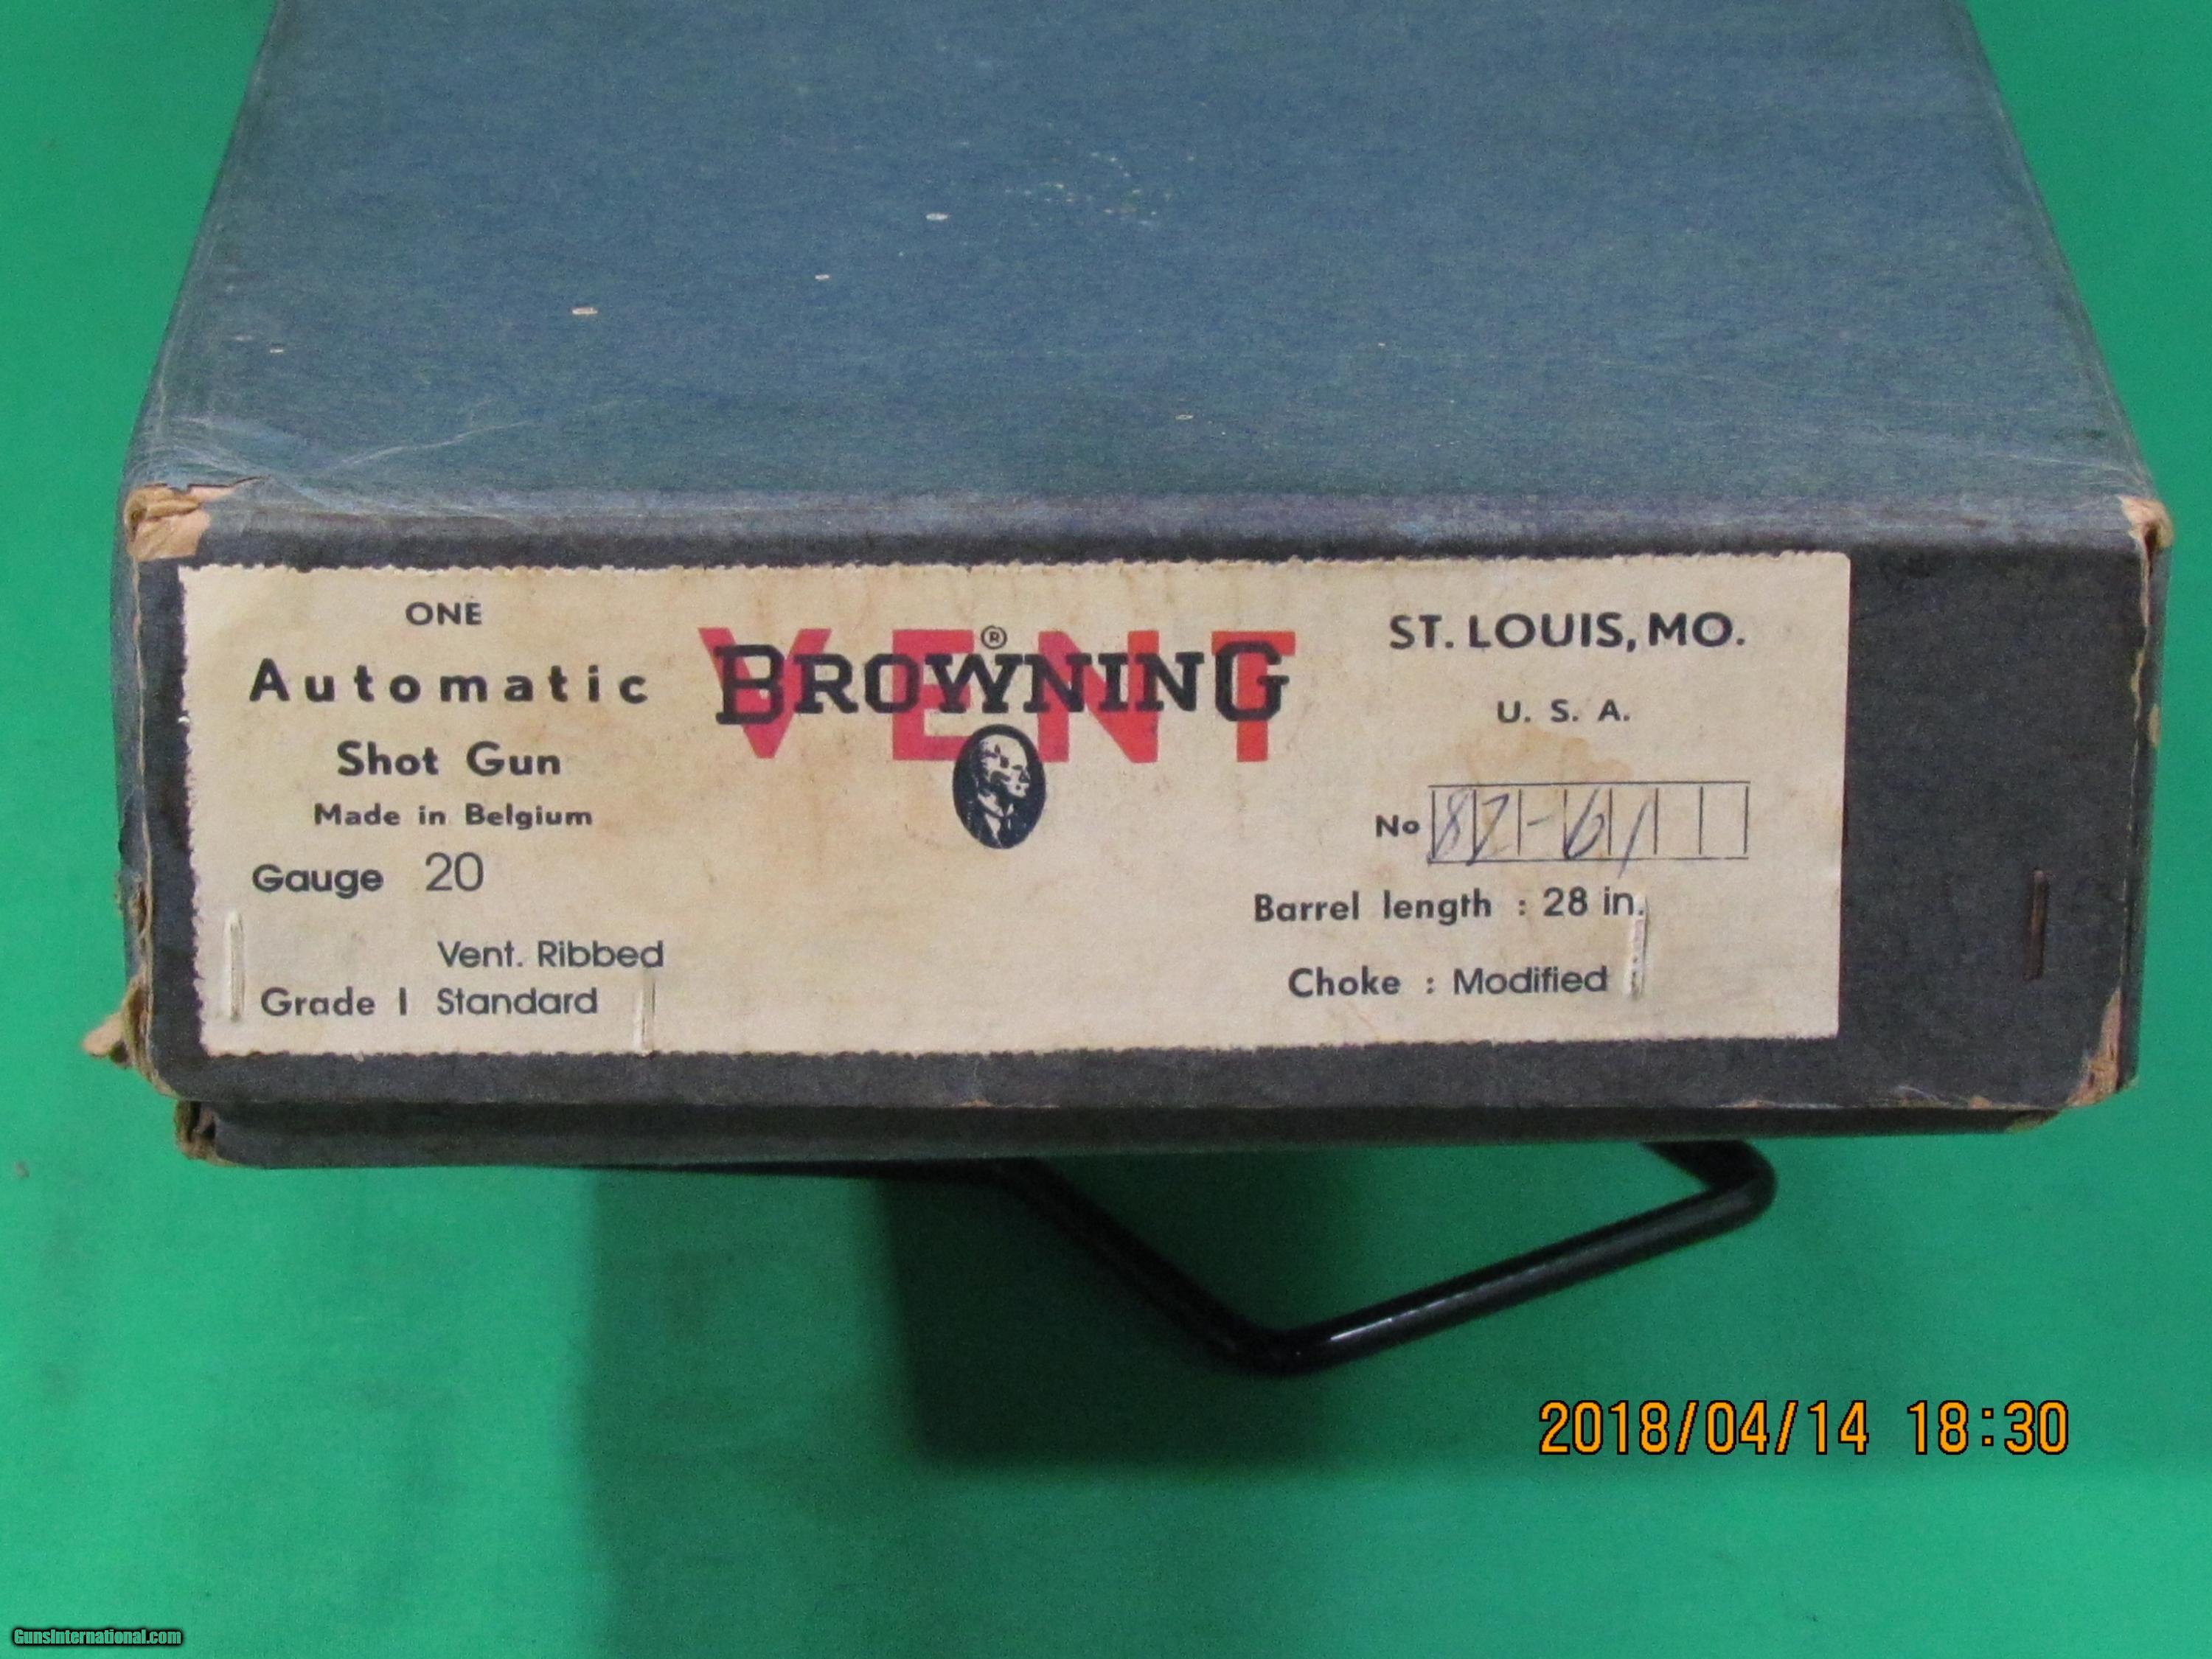 ONE
Automatic
Shot Gun
Made in Belgium
Gauge 20
Vent. Ribbed
Grade I Standard
VENT
BROWNING
®
ST. LOUIS, MO.
U. S. A.
No
Barrel length : 28 in.
Choke : Modified
2018/04/14 18:30
GunsInternational.com